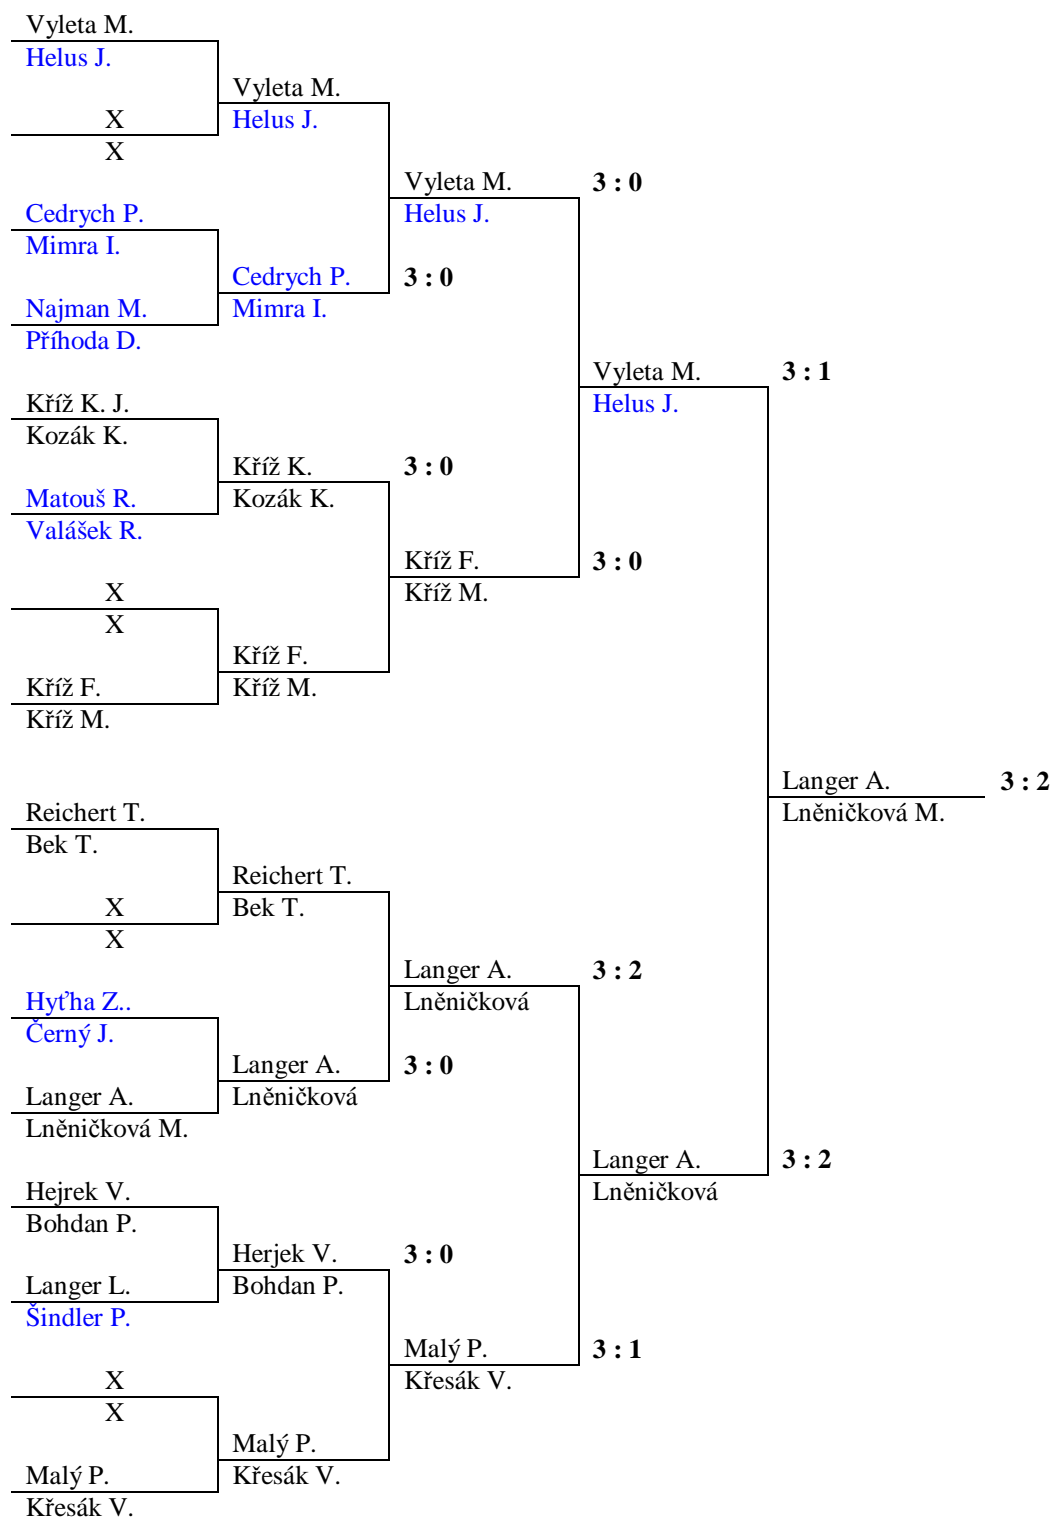 Vyleta M.
Helus J.
Vyleta M.
X
Helus J.
X
Vyleta M.
3 : 0
Cedrych P.
Helus J.
Mimra I.
Cedrych P.
3 : 0
Najman M.
Mimra I.
Příhoda D.
Vyleta M.
3 : 1
Kříž K. J.
Helus J.
Kozák K.
Kříž K.
3 : 0
Matouš R.
Kozák K.
Valášek R.
Kříž F.
3 : 0
X
Kříž M.
X
Kříž F.
Kříž F.
Kříž M.
Kříž M.
Langer A.
3 : 2
Reichert T.
Lněničková M.
Bek T.
Reichert T.
X
Bek T.
X
Langer A.
3 : 2
Hyťha Z..
Lněničková
Černý J.
Langer A.
3 : 0
Langer A.
Lněničková
Lněničková M.
Langer A.
3 : 2
Hejrek V.
Lněničková
Bohdan P.
Herjek V.
3 : 0
Langer L.
Bohdan P.
Šindler P.
Malý P.
3 : 1
X
Křesák V.
X
Malý P.
Malý P.
Křesák V.
Křesák V.